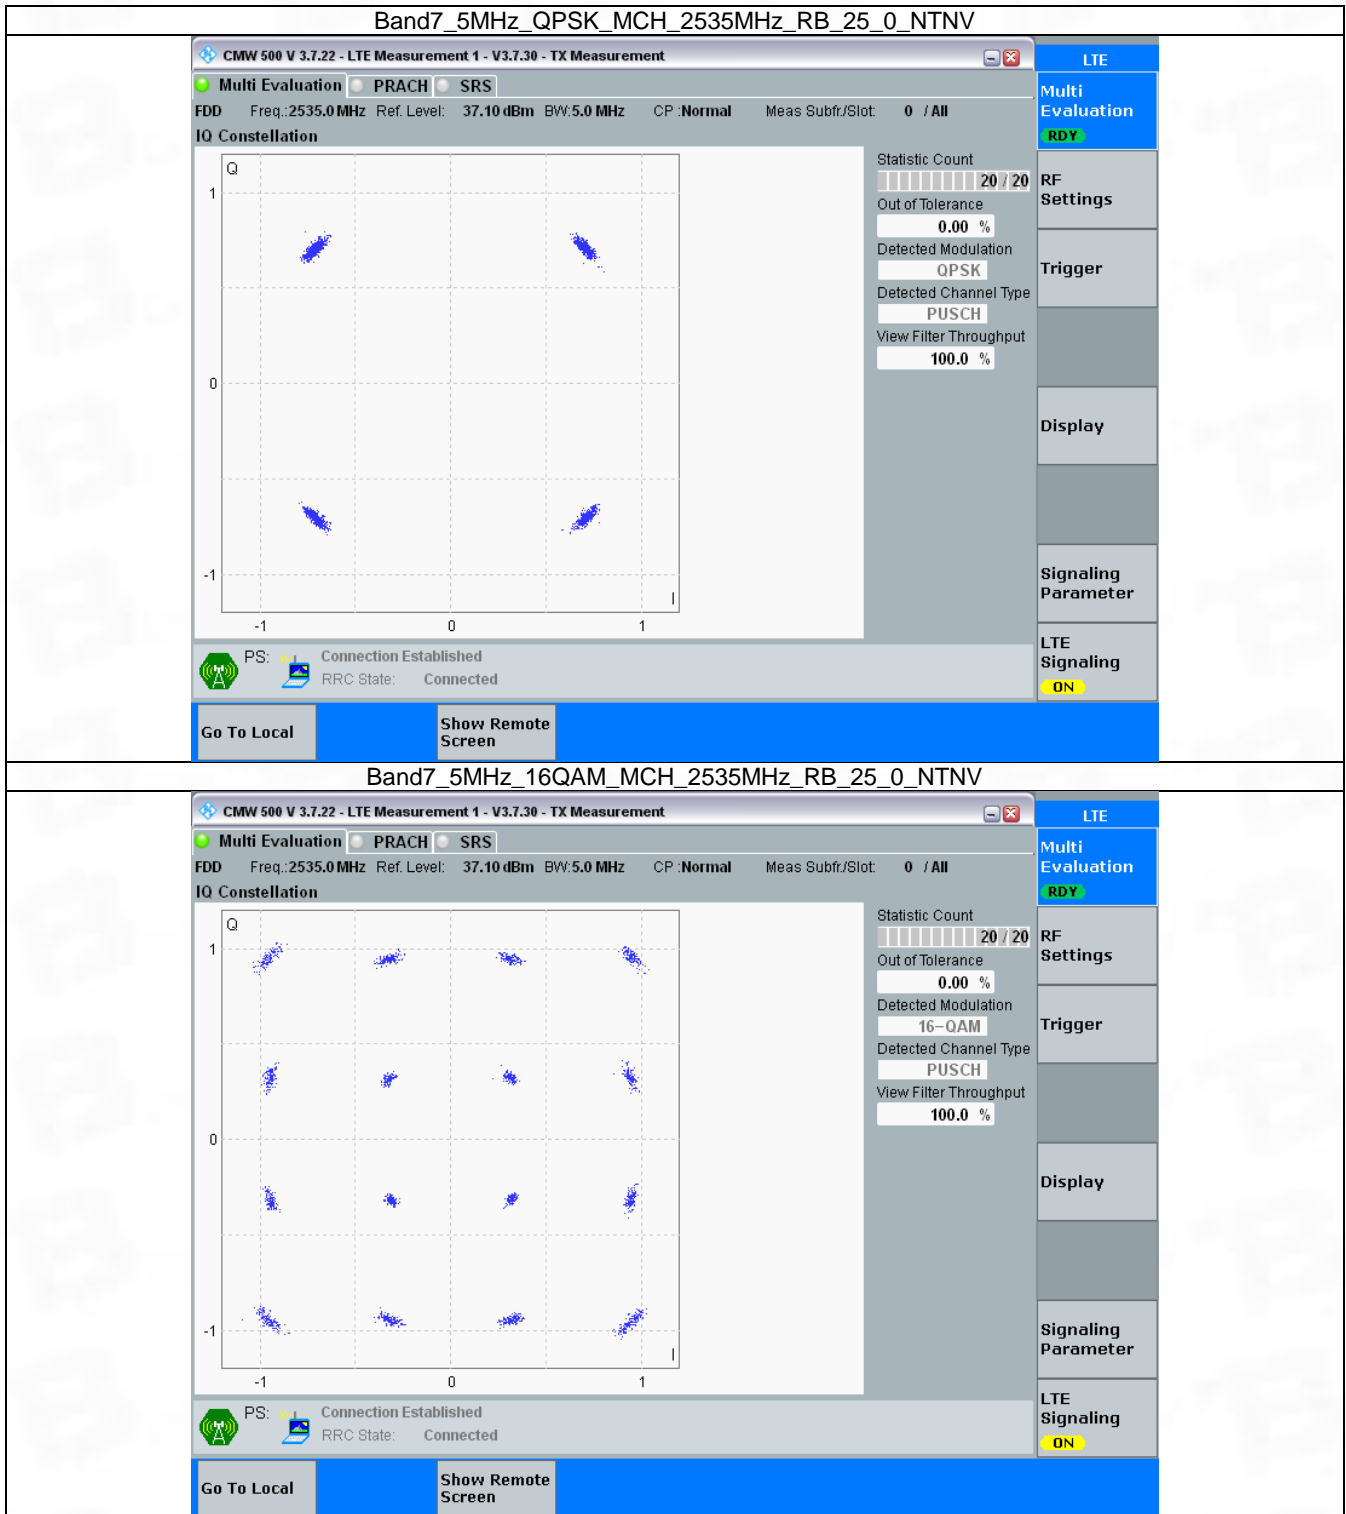 Band7_5MHz_QPSK_MCH_2535MHz_RB_25_0_NTNV
CMW 500 V 3.7.22 - LTE Measurement 1 - V3.7.30 - TX Measurement
LTE
Multi Evaluation PRACH SRS
Multi
Evaluation
RDY
FDD Freg.:2535.0 MHz Ref. Level: 37.10 dBm BW:5.0 MHz CP :Normal Meas Subfr./Slot: 0 / All
IQ Constellation
Q
1
0
-1
I
-1 0 1
Statistic Count
20 / 20
Out of Tolerance
0.00 %
Detected Modulation
QPSK
Detected Channel Type
PUSCH
View Filter Throughput
100.0 %
RF
Settings
Trigger
Display
Signaling
Parameter
LTE
Signaling
ON
PS: Connection Established
RRC State: Connected
Go To Local
Show Remote
Screen
Band7_5MHz_16QAM_MCH_2535MHz_RB_25_0_NTNV
CMW 500 V 3.7.22 - LTE Measurement 1 - V3.7.30 - TX Measurement
LTE
Multi Evaluation PRACH SRS
Multi
Evaluation
RDY
FDD Freg.:2535.0 MHz Ref. Level: 37.10 dBm BW:5.0 MHz CP :Normal Meas Subfr./Slot: 0 / All
IQ Constellation
Q
1
0
-1
I
-1 0 1
Statistic Count
20 / 20
Out of Tolerance
0.00 %
Detected Modulation
16-QAM
Detected Channel Type
PUSCH
View Filter Throughput
100.0 %
RF
Settings
Trigger
Display
Signaling
Parameter
LTE
Signaling
ON
PS: Connection Established
RRC State: Connected
Go To Local
Show Remote
Screen